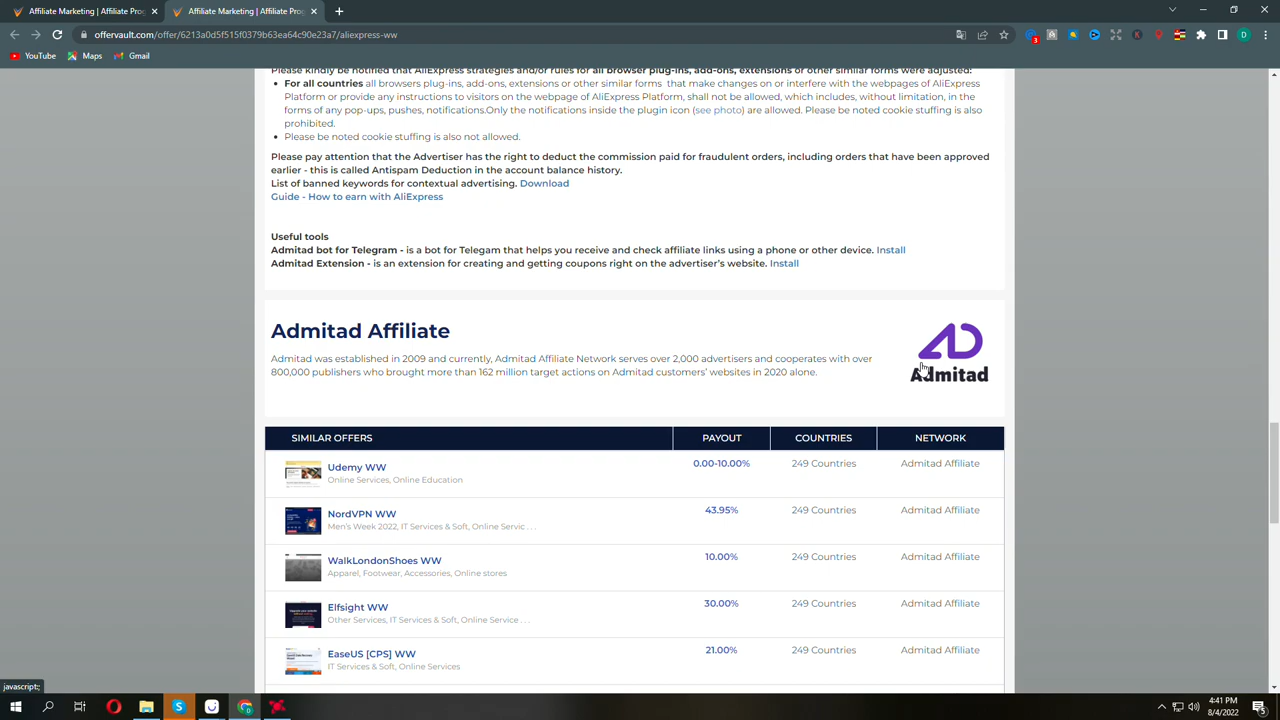 Affiliate Marketing | Affiliate Prog
Affiliate Marketing | Affiliate Prog
offervault.com/offer/6213a0d5f515f0379b63ea64c90e23a7/aliexpress-ww
3
D
YouTube
Maps
Gmail
Please kindly be notified that AliExpress strategies and/or rules for all browser plug-ins, add-ons, extensions or other similar forms were adjusted:
• For all countries all browsers plug-ins, add-ons, extensions or other similar forms that make changes on or interfere with the webpages of AliExpress
Platform or provide any instructions to visitors on the webpage of AliExpress Platform, shall not be allowed, which includes, without limitation, in the
forms of any pop-ups, pushes, notifications.Only the notifications inside the plugin icon (see photo) are allowed. Please be noted cookie stuffing is also
prohibited.
• Please be noted cookie stuffing is also not allowed.
Please pay attention that the Advertiser has the right to deduct the commission paid for fraudulent orders, including orders that have been approved
earlier - this is called Antispam Deduction in the account balance history.
List of banned keywords for contextual advertising. Download
Guide - How to earn with AliExpress
Useful tools
Admitad bot for Telegram - is a bot for Telegam that helps you receive and check affiliate links using a phone or other device. Install
Admitad Extension - is an extension for creating and getting coupons right on the advertiser's website. Install
Admitad Affiliate
Admitad was established in 2009 and currently, Admitad Affiliate Network serves over 2,000 advertisers and cooperates with over
800,000 publishers who brought more than 162 million target actions on Admitad customers' websites in 2020 alone.
Admitad
SIMILAR OFFERS PAYOUT COUNTRIES NETWORK
Udemy WW 0.00-10.00% 249 Countries Admitad Affiliate
Online Services, Online Education
NordVPN WW 43.95% 249 Countries Admitad Affiliate
Men's Week 2022, IT Services & Soft, Online Servic . . .
WalkLondonShoes WW 10.00% 249 Countries Admitad Affiliate
Apparel, Footwear, Accessories, Online stores
Elfsight WW 30.00% 249 Countries Admitad Affiliate
Other Services, IT Services & Soft, Online Service . . .
EaseUS [CPS] WW 21.00% 249 Countries Admitad Affiliate
IT Services & Soft, Online Services
javascript:;
4:41 PM
8/4/2022